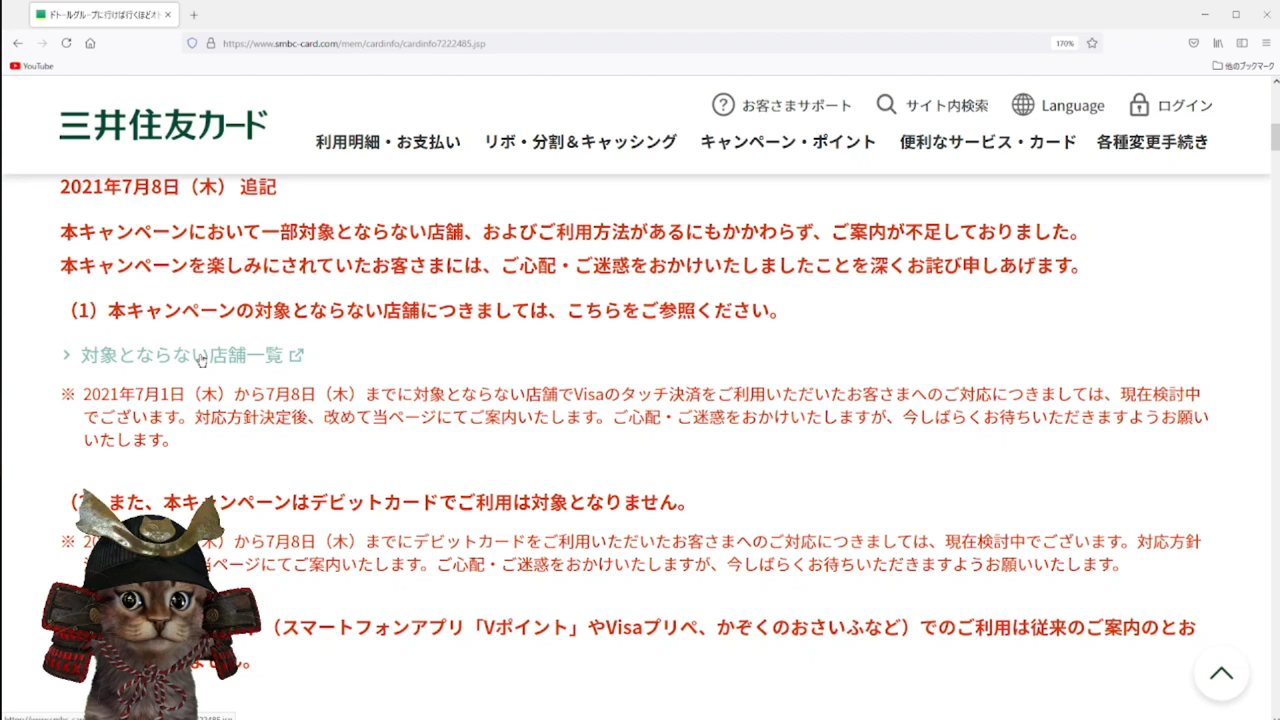 ドトールグループに行けば行くほどオト
https://www.smbc-card.com/mem/cardinfo/cardinfo7222485.jsp
170%
YouTube
他のブックマーク
三井住友カード
お客さまサポート
サイト内検索
Language
ログイン
利用明細・お支払い
リボ・分割&キャッシング
キャンペーン・ポイント
便利なサービス・カード
各種変更手続き
2021年7月8日（木） 追記
本キャンペーンにおいて一部対象とならない店舗、およびご利用方法があるにもかかわらず、ご案内が不足しておりました。
本キャンペーンを楽しみにされていたお客さまには、ご心配・ご迷惑をおかけいたしましたことを深くお詫び申しあげます。
（1）本キャンペーンの対象とならない店舗につきましては、こちらをご参照ください。
対象とならない店舗一覧
※ 2021年7月1日（木）から7月8日（木）までに対象とならない店舗でVisaのタッチ決済をご利用いただいたお客さまへのご対応につきましては、現在検討中
でございます。対応方針決定後、改めて当ページにてご案内いたします。ご心配・ご迷惑をおかけいたしますが、今しばらくお待ちいただきますようお願い
いたします。
また、本キャンペーンはデビットカードでご利用は対象となりません。
※ から7月8日（木）までにデビットカードをご利用いただいたお客さまへのご対応につきましては、現在検討中でございます。対応方針
当ページにてご案内いたします。ご心配・ご迷惑をおかけいたしますが、今しばらくお待ちいただきますようお願いいたします。
（スマートフォンアプリ「Vポイント」やVisaプリペ、かぞくのおさいふなど）でのご利用は従来のご案内のとお